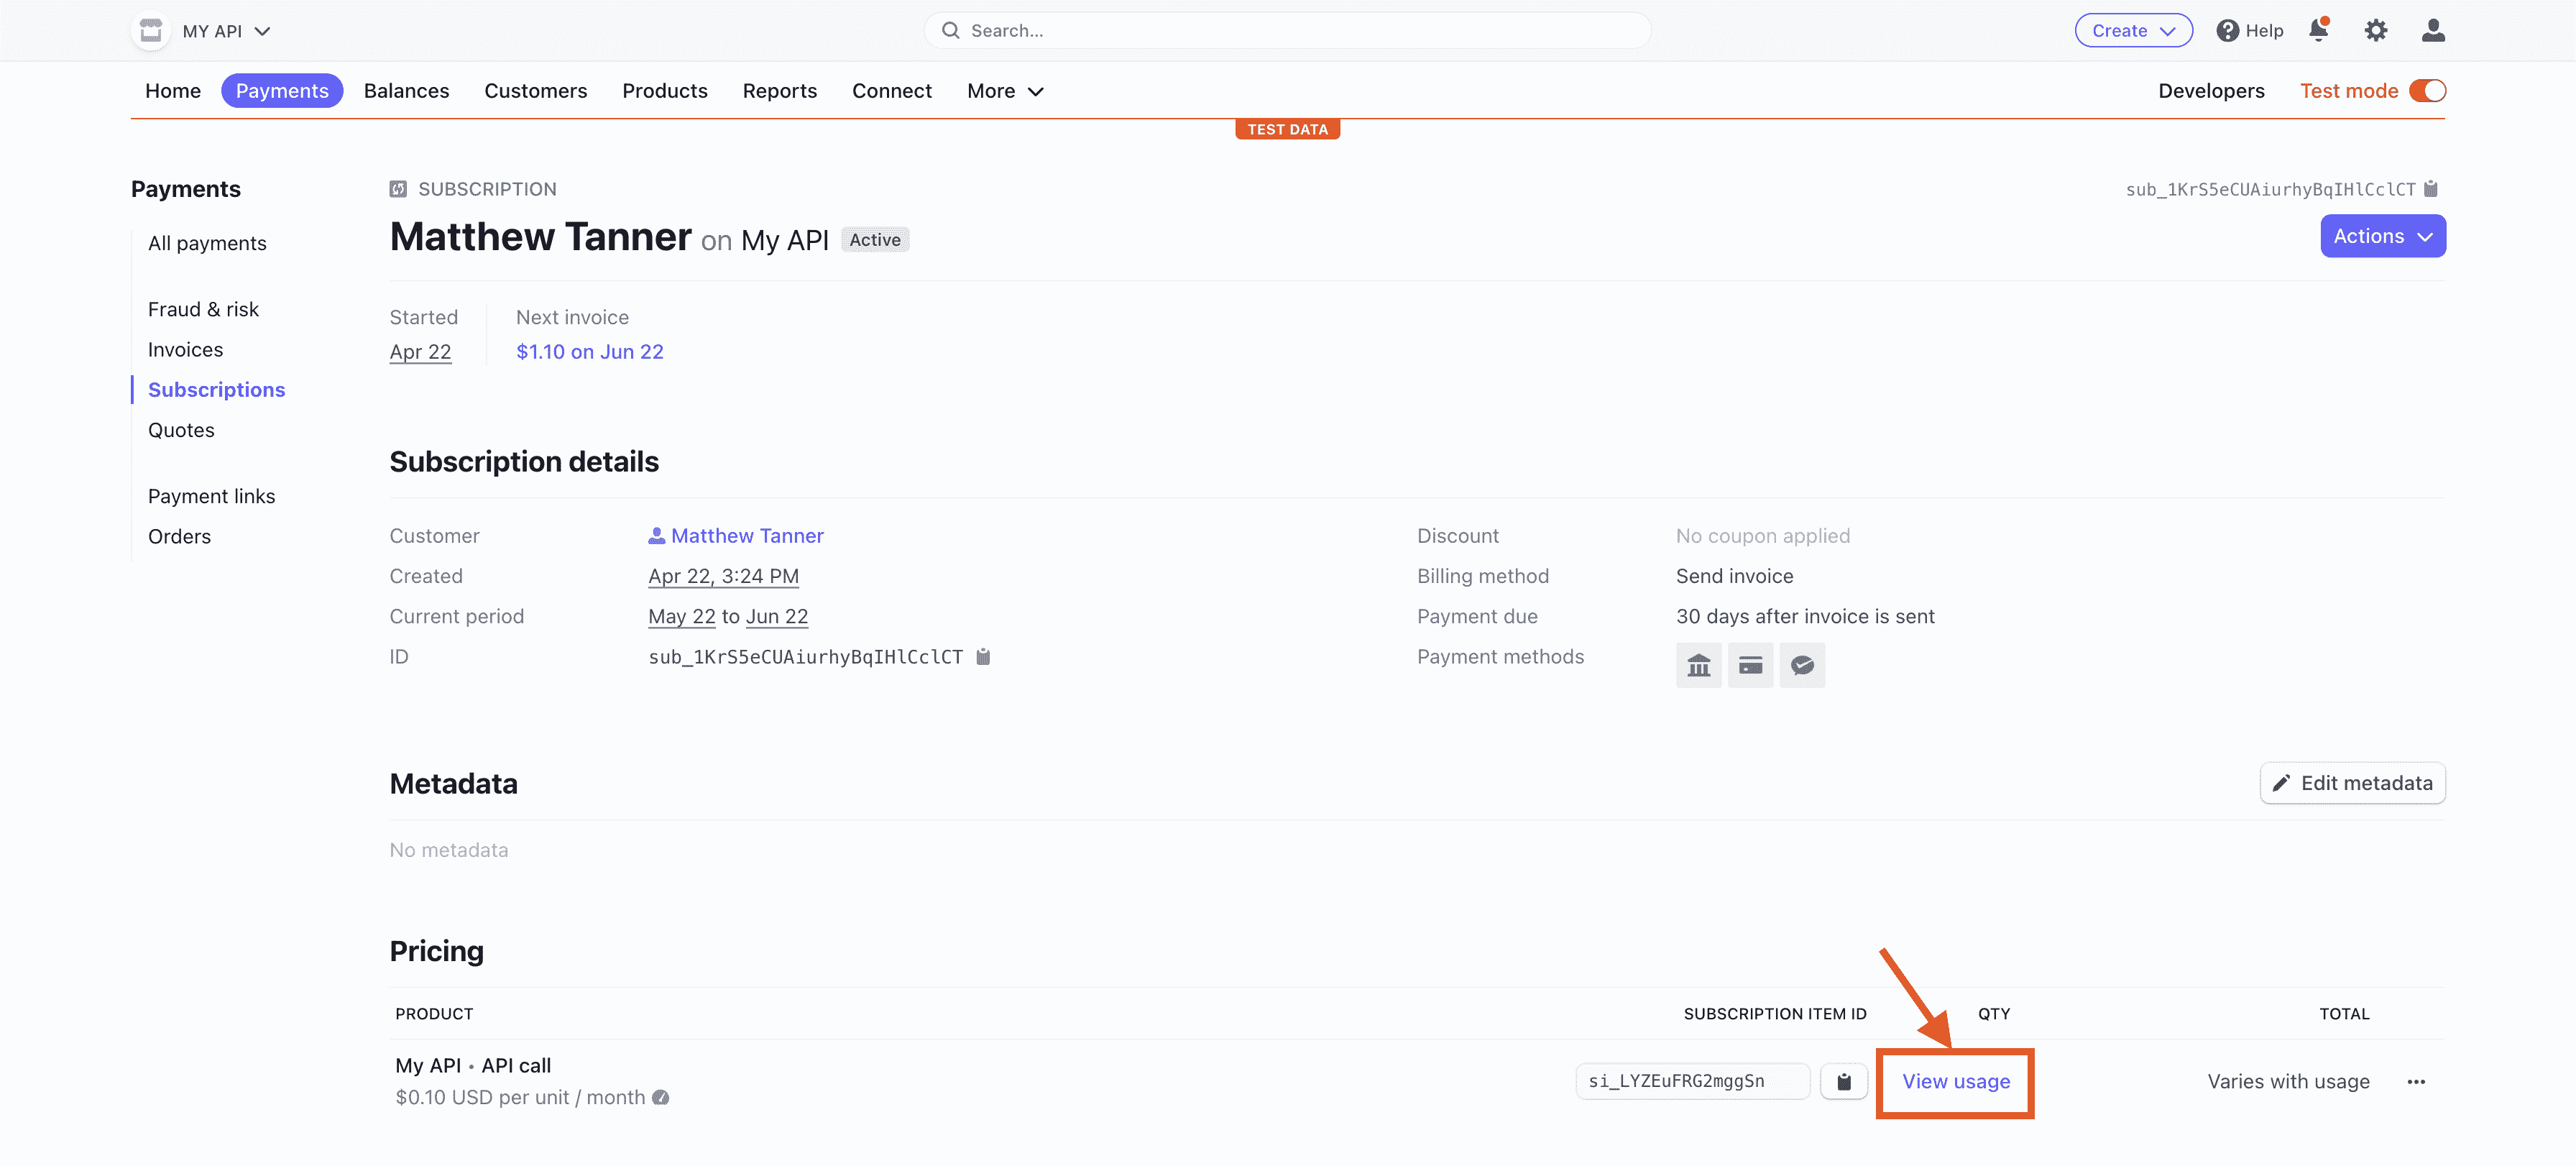 MY API
Search...
Create
Help
Home
Payments
Balances
Customers
Products
Reports
Connect
More
Developers
Test mode
TEST DATA
Payments
All payments
Fraud & risk
Invoices
Subscriptions
Quotes
Payment links
Orders
SUBSCRIPTION
sub_1KrS5eCUAiurhyBqIHlCclCT
Matthew Tanner on My API Active
Actions
Started
Apr 22
Next invoice
$1.10 on Jun 22
Subscription details
Customer Matthew Tanner
Created Apr 22, 3:24 PM
Current period May 22 to Jun 22
ID sub_1KrS5eCUAiurhyBqIHlCclCT
Discount No coupon applied
Billing method Send invoice
Payment due 30 days after invoice is sent
Payment methods
Metadata
Edit metadata
No metadata
Pricing
PRODUCT SUBSCRIPTION ITEM ID QTY TOTAL
My API • API call
$0.10 USD per unit / month
si_LYZEuFRG2mggSn
View usage
Varies with usage